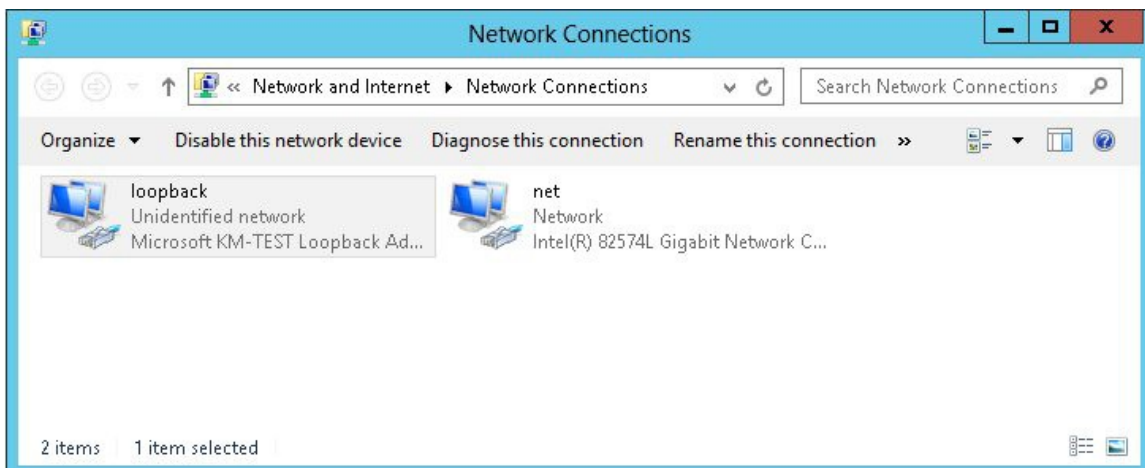 Network Connections
« Network and Internet ▸ Network Connections
Search Network Connections
Organize
Disable this network device
Diagnose this connection
Rename this connection
»
loopback
Unidentified network
Microsoft KM-TEST Loopback Ad...
net
Network
Intel(R) 82574L Gigabit Network C...
2 items
1 item selected